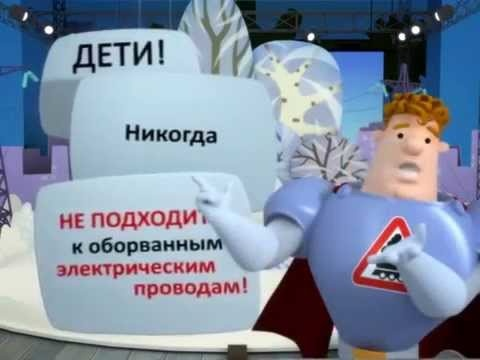 ДЕТИ!
Никогда
НЕ ПОДХОДИТ
к оборванным
электрическим
проводам!